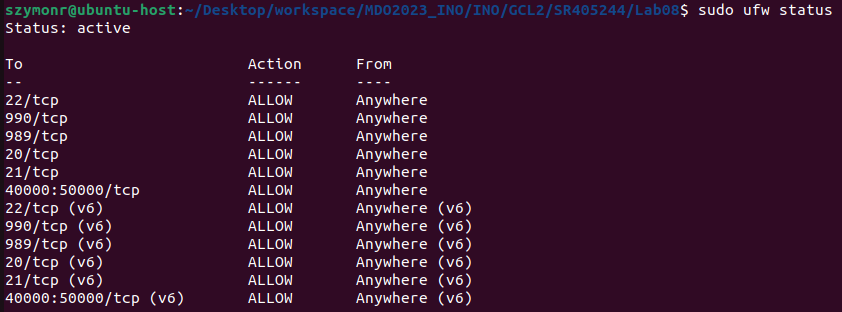 szymonr@ubuntu-host:~/Desktop/workspace/MDO2023_INO/INO/GCL2/SR405244/Lab08$ sudo ufw status
Status: active

To                         Action      From
--                         ------      ----
22/tcp                     ALLOW       Anywhere
990/tcp                    ALLOW       Anywhere
989/tcp                    ALLOW       Anywhere
20/tcp                     ALLOW       Anywhere
21/tcp                     ALLOW       Anywhere
40000:50000/tcp            ALLOW       Anywhere
22/tcp (v6)                ALLOW       Anywhere (v6)
990/tcp (v6)               ALLOW       Anywhere (v6)
989/tcp (v6)               ALLOW       Anywhere (v6)
20/tcp (v6)                ALLOW       Anywhere (v6)
21/tcp (v6)                ALLOW       Anywhere (v6)
40000:50000/tcp (v6)       ALLOW       Anywhere (v6)